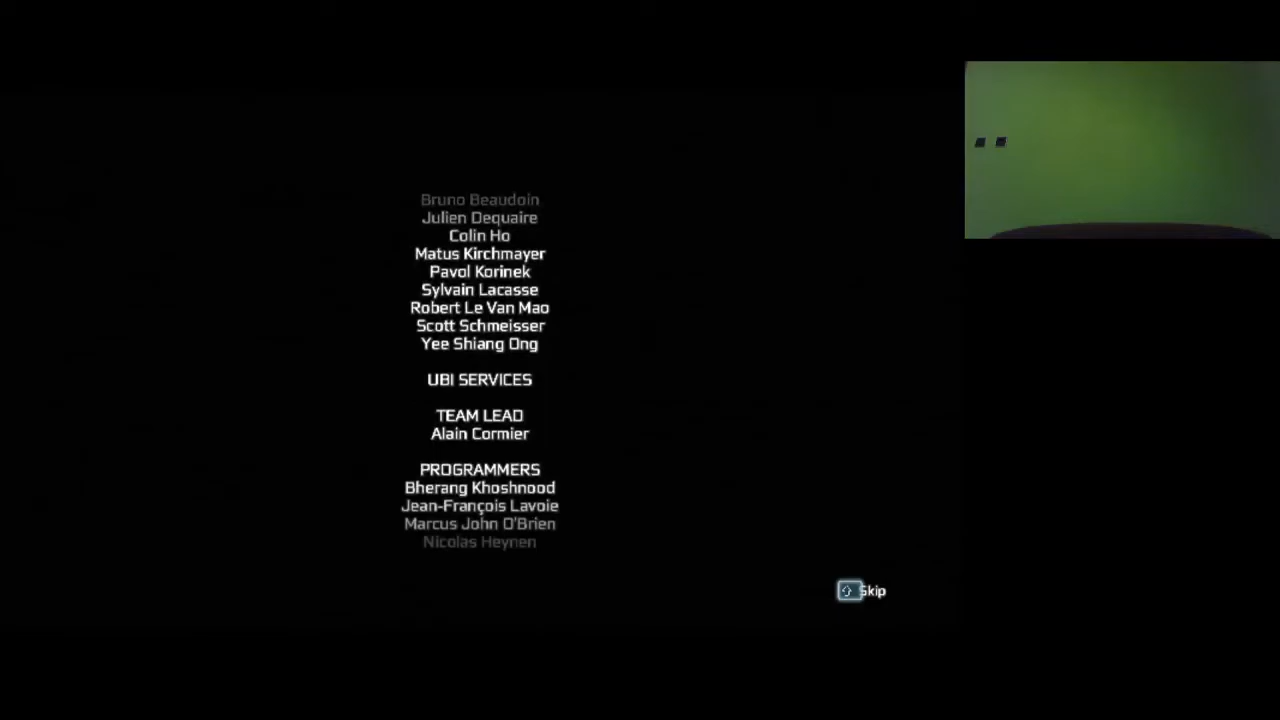 Bruno Beaudoin
Julien Dequaire
Colin Ho
Matus Kirchmayer
Pavol Korinek
Sylvain Lacasse
Robert Le Van Mao
Scott Schmeisser
Yee Shiang Ong
UBI SERVICES
TEAM LEAD
Alain Cormier
PROGRAMMERS
Bherang Khoshnood
Jean-François Lavoie
Marcus John O'Brien
Nicolas Heynen
Skip